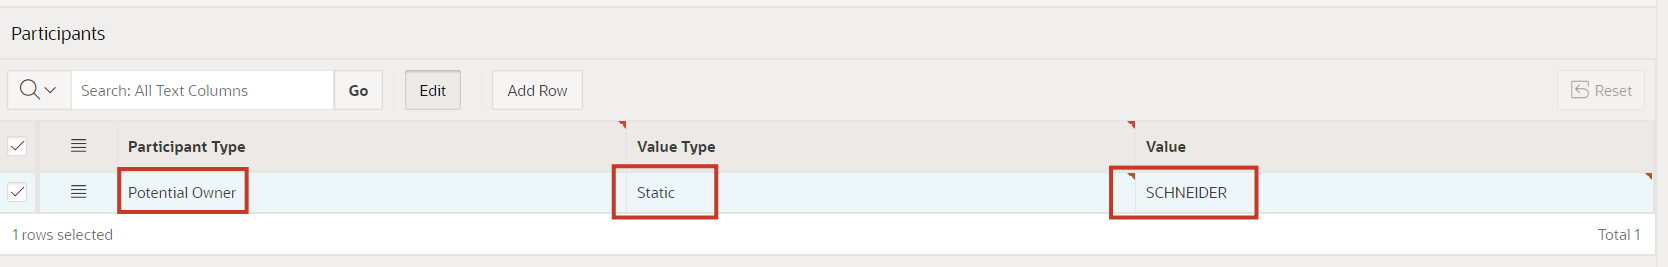 Participants
Search: All Text Columns Go Edit Add Row Reset
Participant Type Value Type Value
Potential Owner Static SCHNEIDER
1 rows selected Total 1